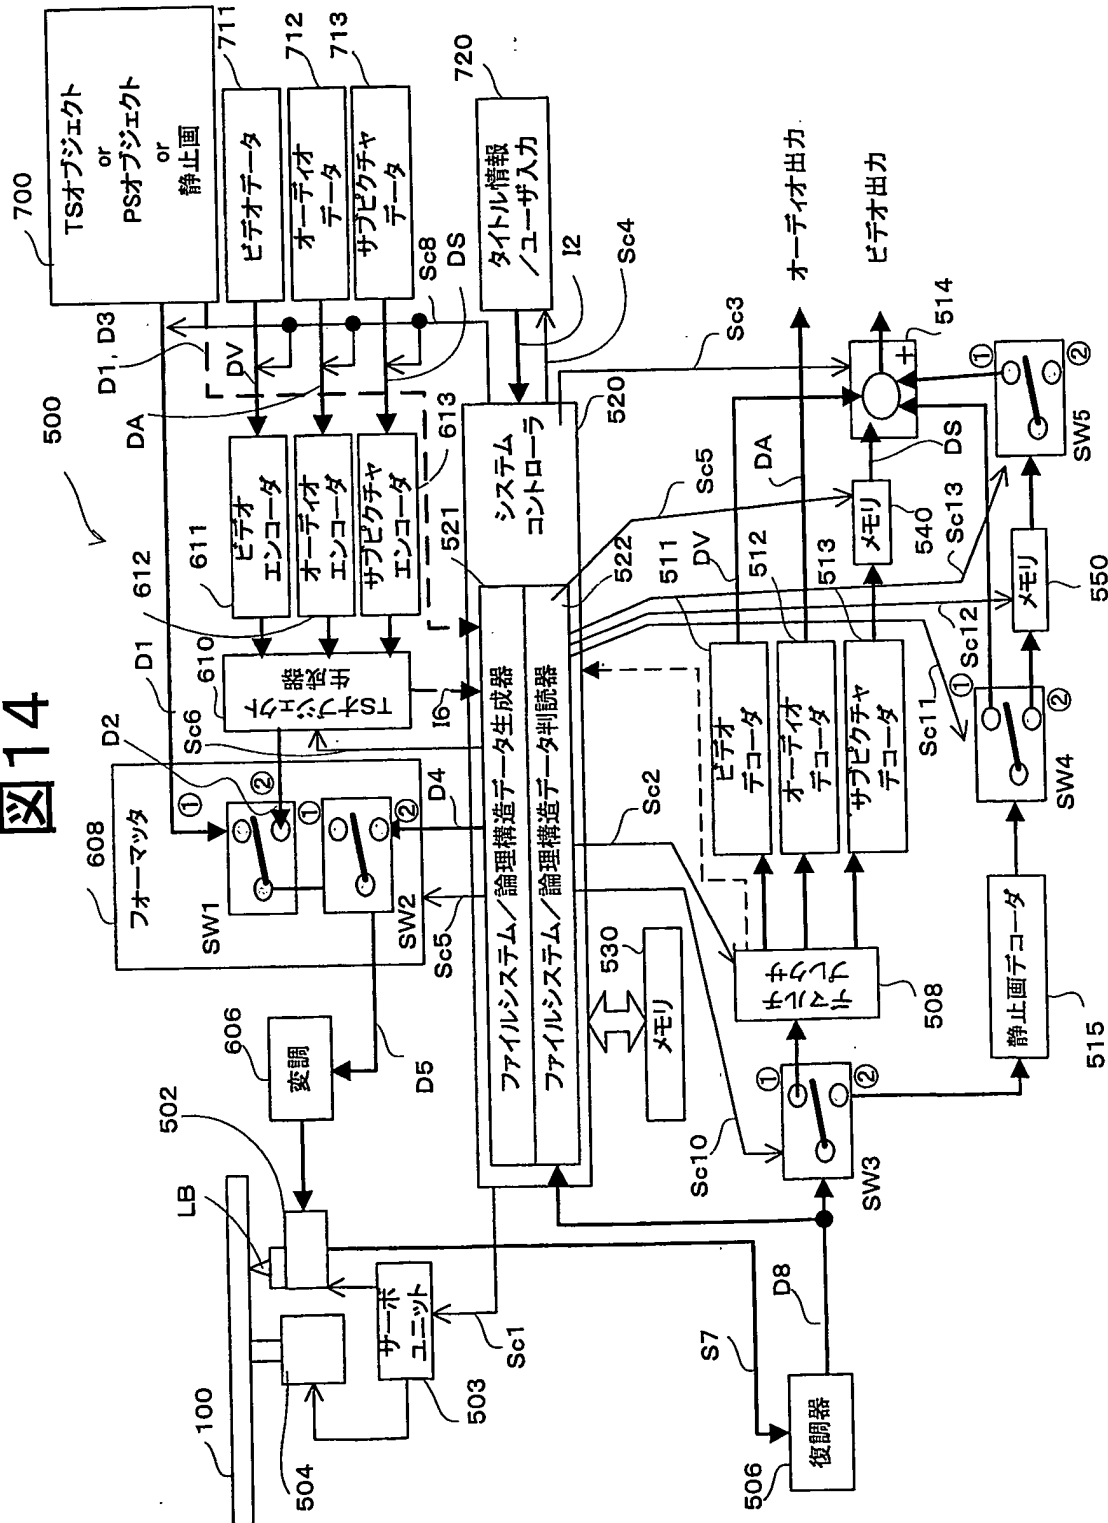 図14
500
700
TSオブジェクト
or
PSオブジェクト
or
静止画
711
ビデオデータ
712
オーディオ
データ
713
サブピクチャ
データ
720
タイトル情報
/ユーザ入力
D1, D3
DV
DA
DS
Sc8
I2
Sc4
608
フォーマッタ
D1
D2
①
②
SW1
①
②
SW2
D4
Sc5
Sc6
I6
610
TSオブジェクト
生成器
611
ビデオ
エンコーダ
612
オーディオ
エンコーダ
613
サブピクチャ
エンコーダ
606
変調
D5
502
LB
100
504
503
サーボ
ユニット
Sc1
520
システム
コントローラ
521
ファイルシステム/論理構造データ生成器
522
ファイルシステム/論理構造データ判読器
530
メモリ
S7
506
復調器
D8
Sc10
Sc2
SW3
①
②
508
デマルチ
プレクサ
511
ビデオ
デコーダ
512
オーディオ
デコーダ
513
サブピクチャ
デコーダ
DV
DA
Sc5
Sc3
540
メモリ
DS
514
+
オーディオ出力
ビデオ出力
515
静止画デコーダ
SW4
①
②
Sc11
Sc12
Sc13
550
メモリ
SW5
①
②